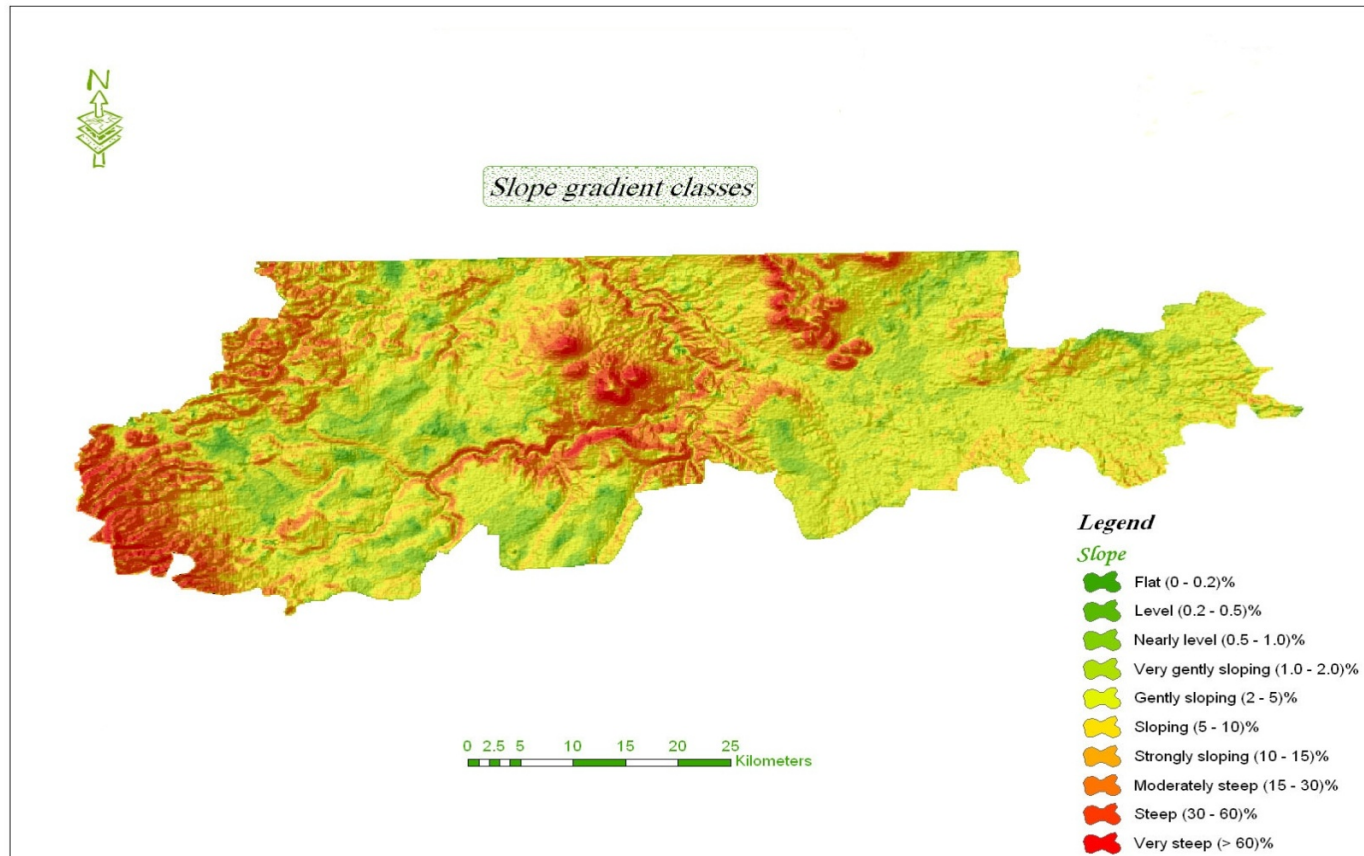 N
Slope gradient classes
Legend
Slope
Flat (0 - 0.2)%
Level (0.2 - 0.5)%
Nearly level (0.5 - 1.0)%
Very gently sloping (1.0 - 2.0)%
Gently sloping (2 - 5)%
Sloping (5 - 10)%
Strongly sloping (10 - 15)%
Moderately steep (15 - 30)%
Steep (30 - 60)%
Very steep (> 60)%
0 2.5 5 10 15 20 25
Kilometers